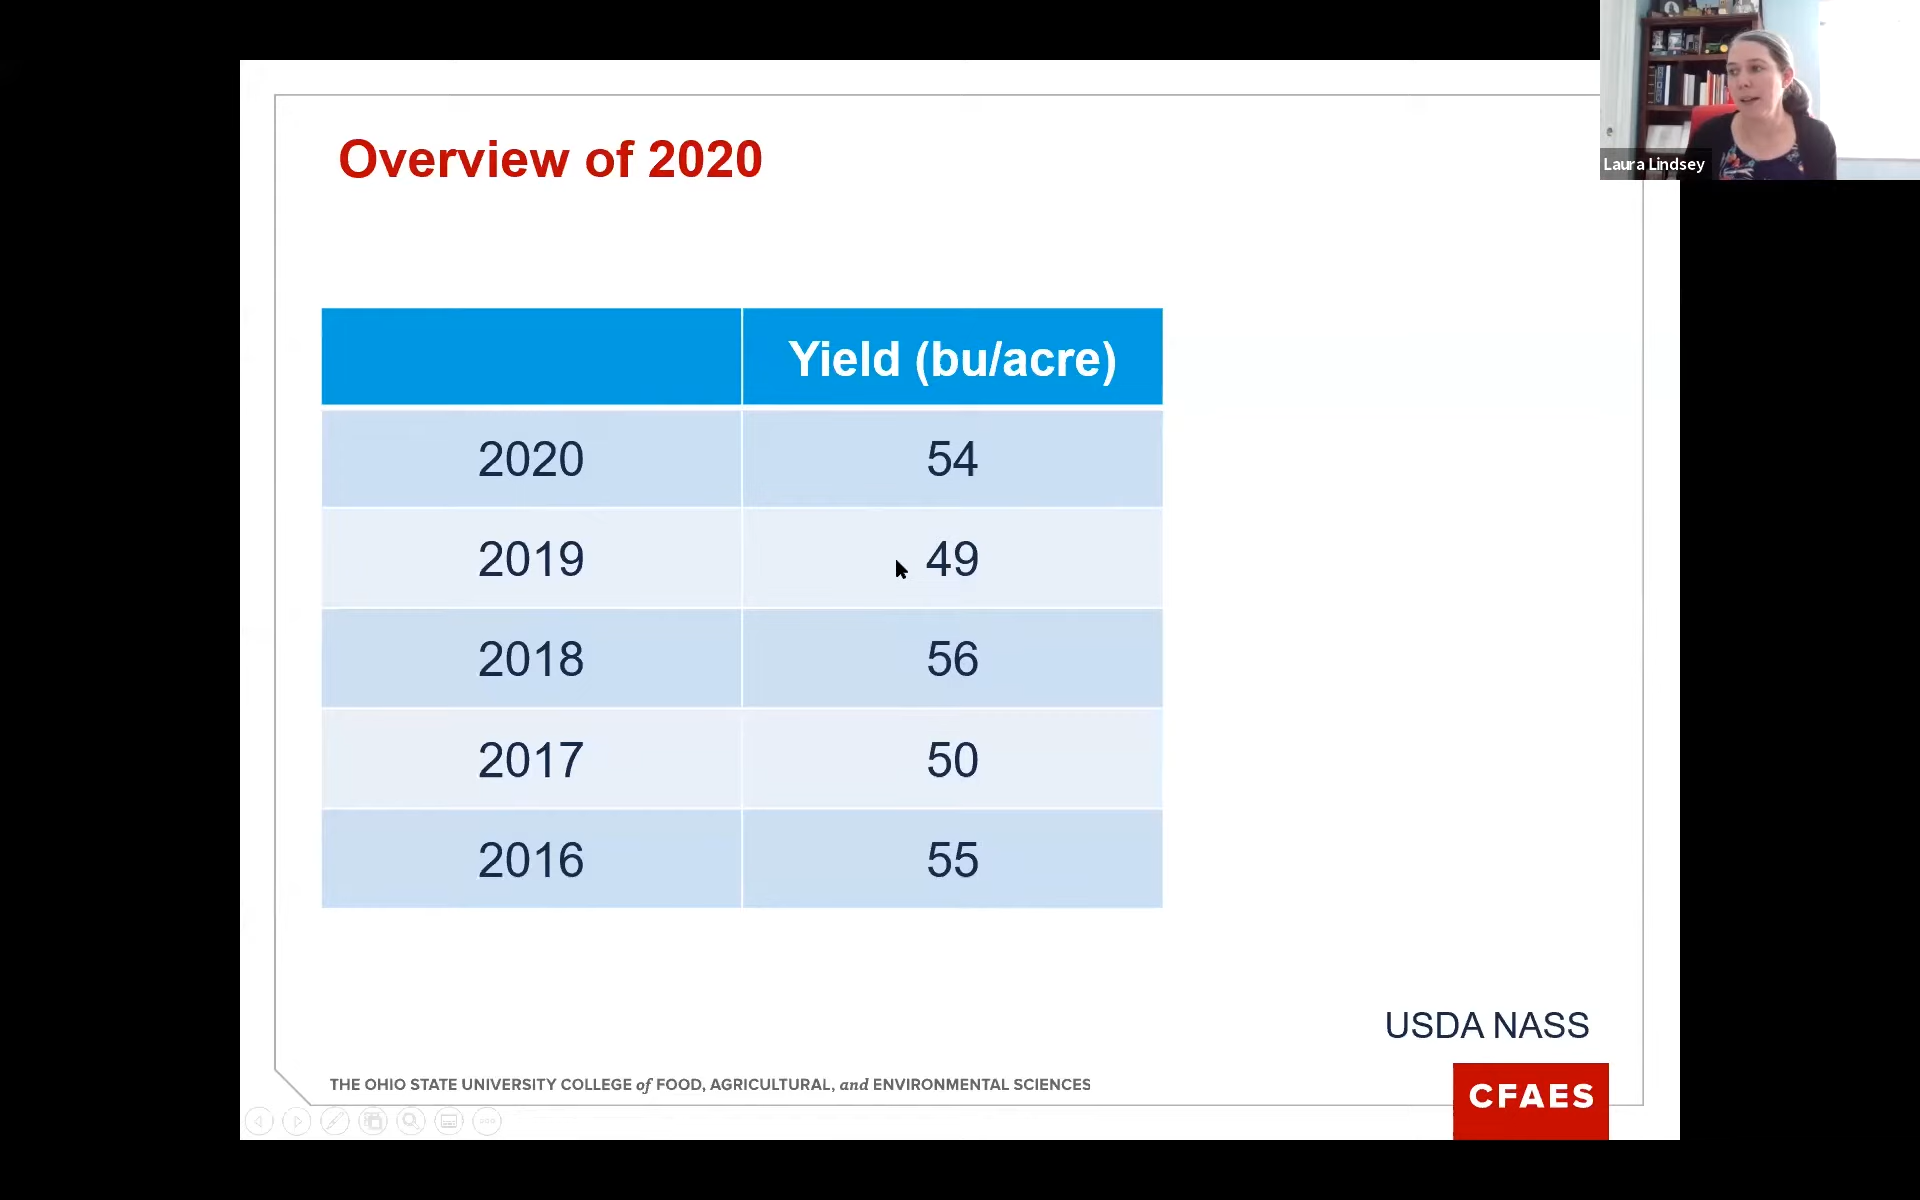 Overview of 2020
Laura Lindsey
Yield (bu/acre)
2020 54
2019 49
2018 56
2017 50
2016 55
USDA NASS
THE OHIO STATE UNIVERSITY COLLEGE of FOOD, AGRICULTURAL, and ENVIRONMENTAL SCIENCES
CFAES